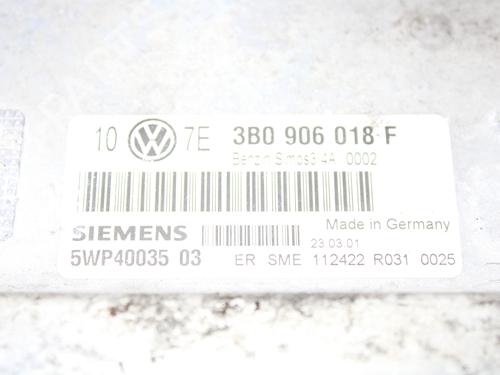 10 7E 3B0 906 018 F
Benzin Simos3/4A 0002
Made in Germany
SIEMENS
23.03.01
5WP40035 03
ER SME 112422 R031 0025